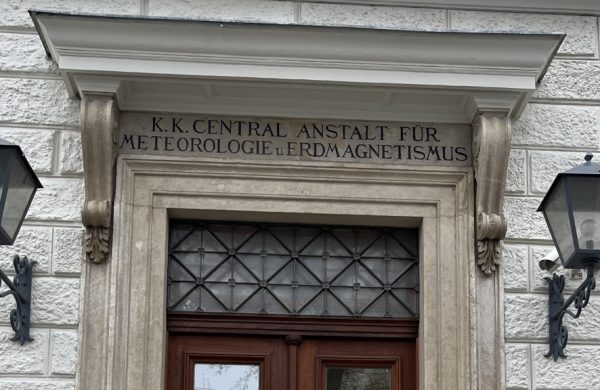 K. K. CENTRAL ANSTALT FÜR
METEOROLOGIE u. ERDMAGNETISMUS